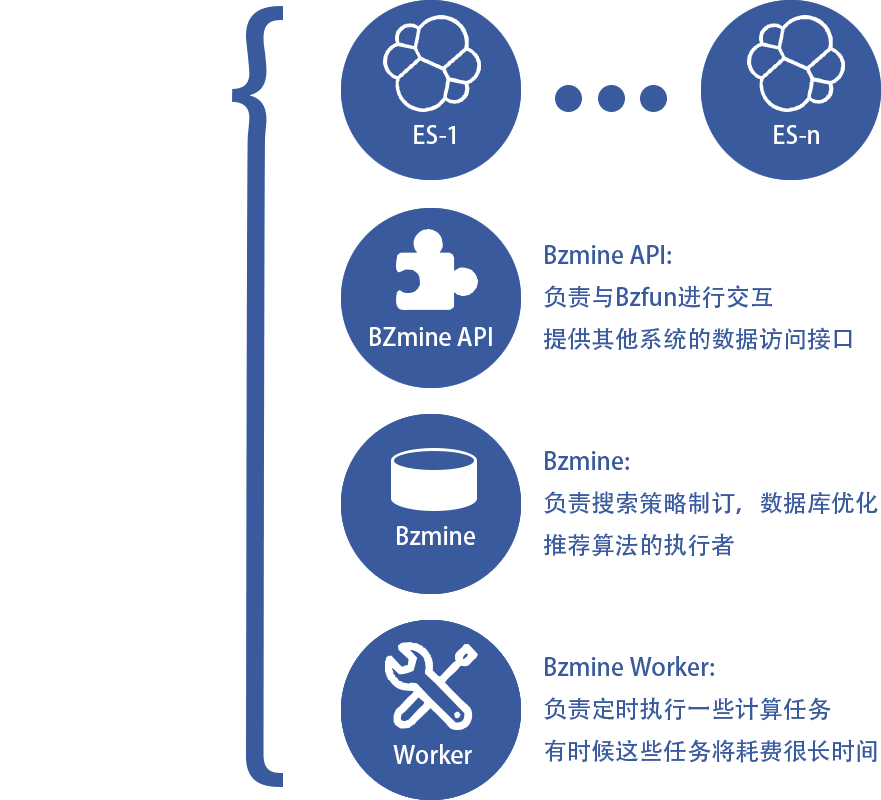 ES-1
ES-n
BZmine API
Bzmine API:
负责与Bzfun进行交互
提供其他系统的数据访问接口
Bzmine
Bzmine:
负责搜索策略制订，数据库优化
推荐算法的执行者
Worker
Bzmine Worker:
负责定时执行一些计算任务
有时候这些任务将耗费很长时间